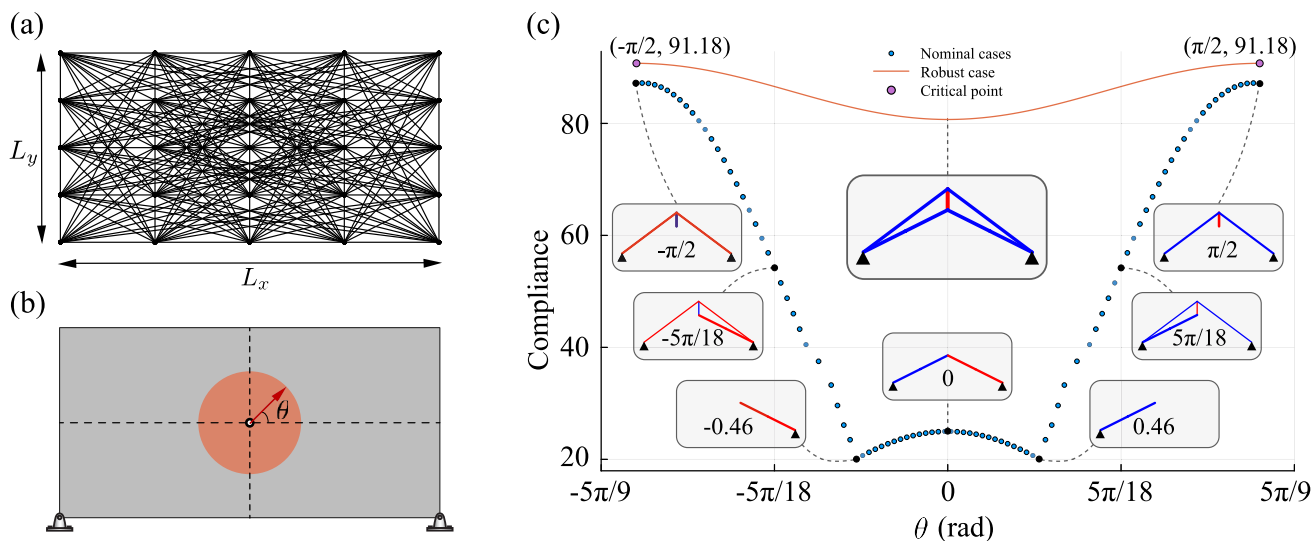 (a)
L_y
L_x
(b)
θ
(c)
(-π/2, 91.18)
(π/2, 91.18)
Nominal cases
Robust case
Critical point
Compliance
80
60
40
20
-π/2
π/2
-5π/18
5π/18
0
-0.46
0.46
-5π/9
-5π/18
0
5π/18
5π/9
θ (rad)